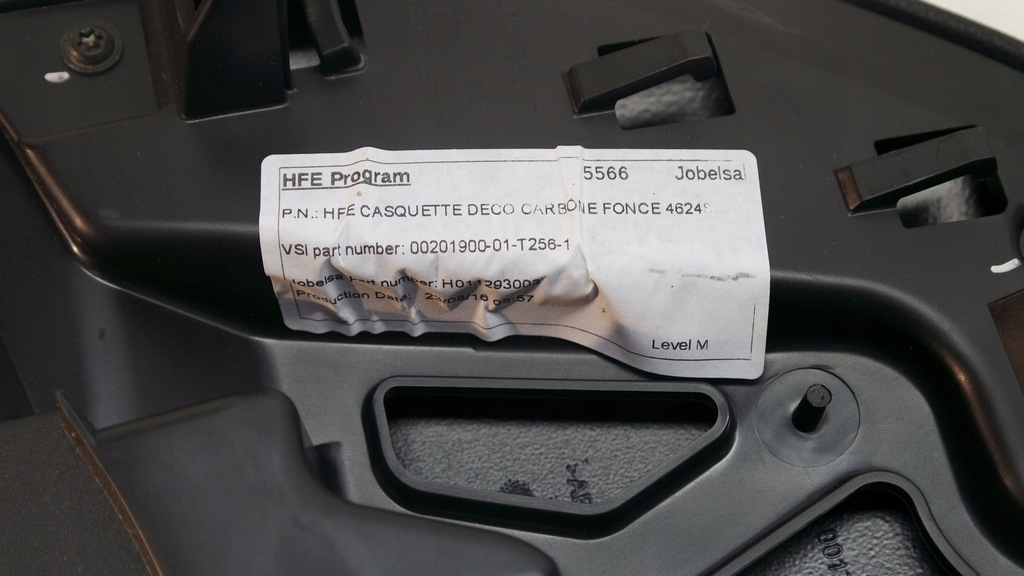 HFE Program 5566 Jobelsa
P.N.: HFE CASQUETTE DECO CARBONE FONCE 4624
VSI part number: 00201900-01-T256-1
Jobelsa part number:
Production Date:
Level M